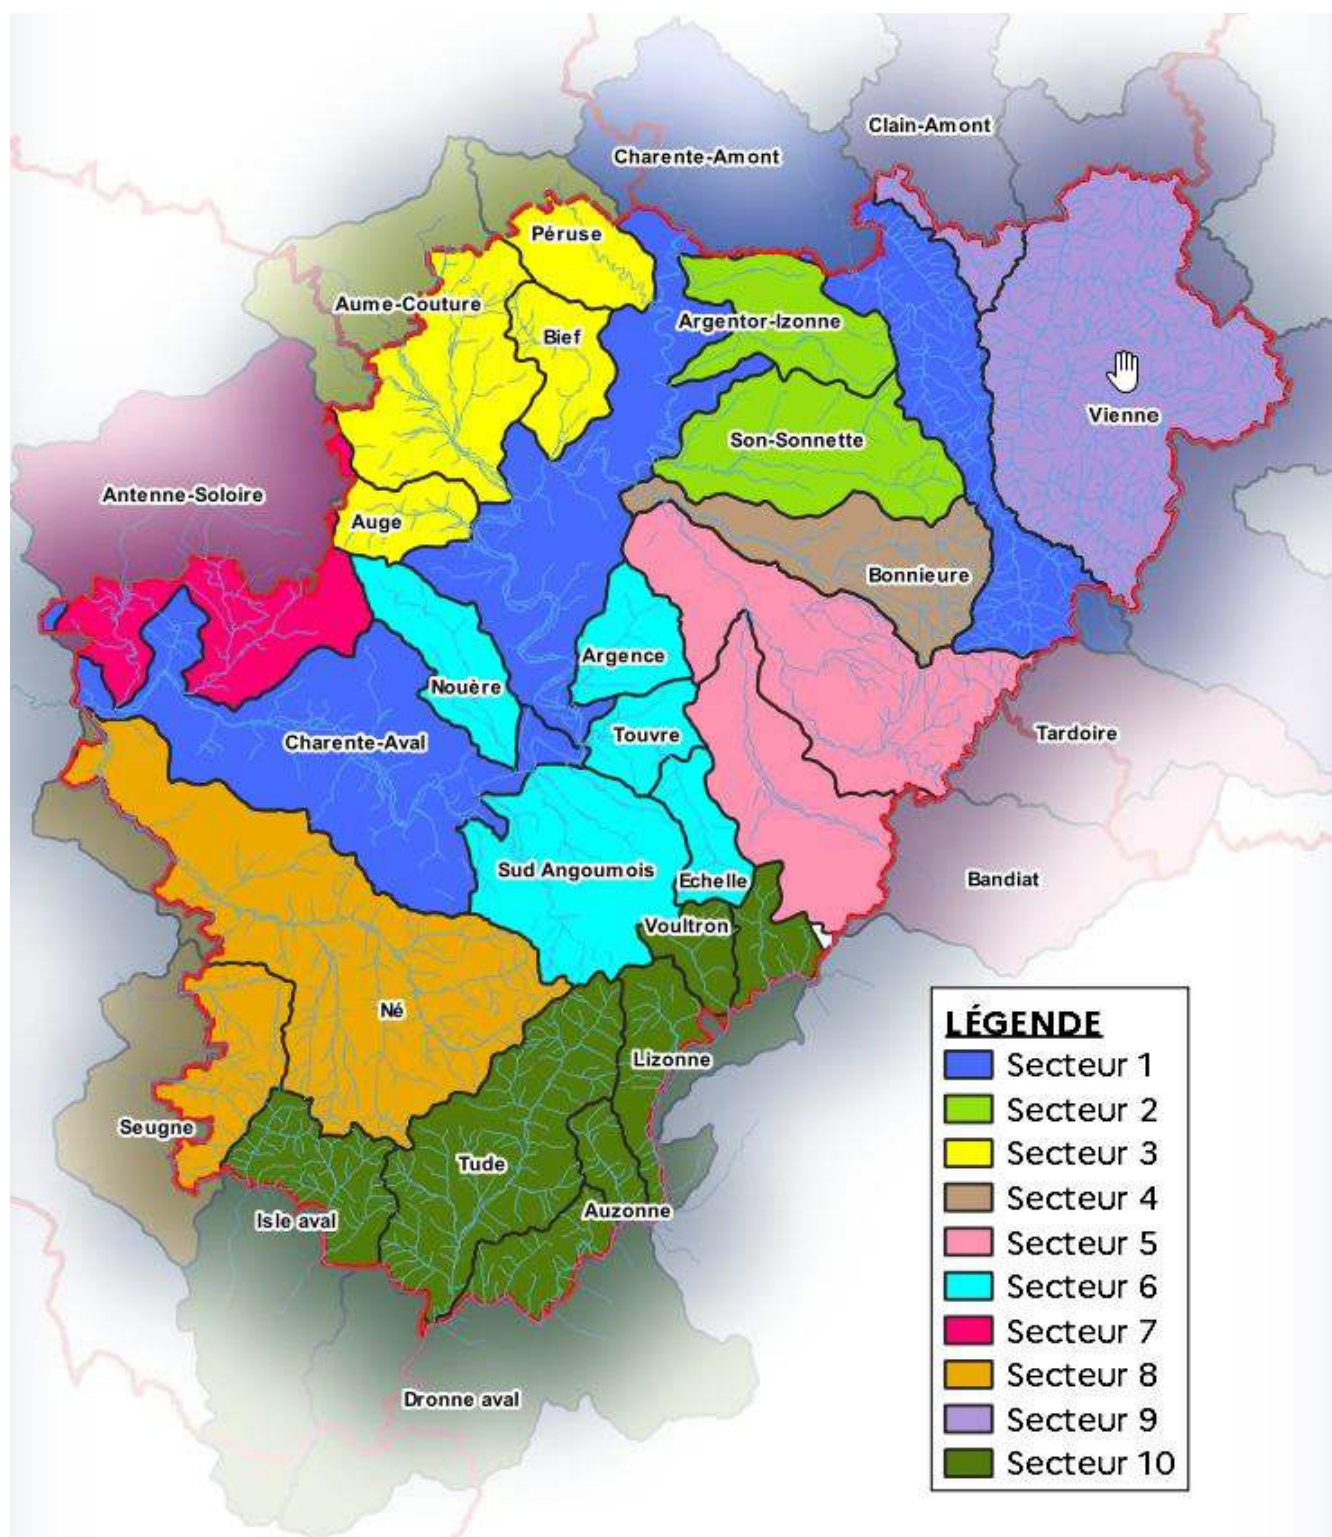 Clain-Amont
Charente-Amont
Péruse
Aume-Couture
Argentor-Izonne
Bief
Vienne
Son-Sonnette
Antenne-Soloire
Auge
Bonnieure
Argence
Nouère
Tardoire
Touvre
Charente-Aval
Sud Angoumois
Echelle
Bandiat
Voultron
Né
Lizonne
Seugne
Tude
Auzonne
Isle aval
Dronne aval
LÉGENDE
Secteur 1
Secteur 2
Secteur 3
Secteur 4
Secteur 5
Secteur 6
Secteur 7
Secteur 8
Secteur 9
Secteur 10